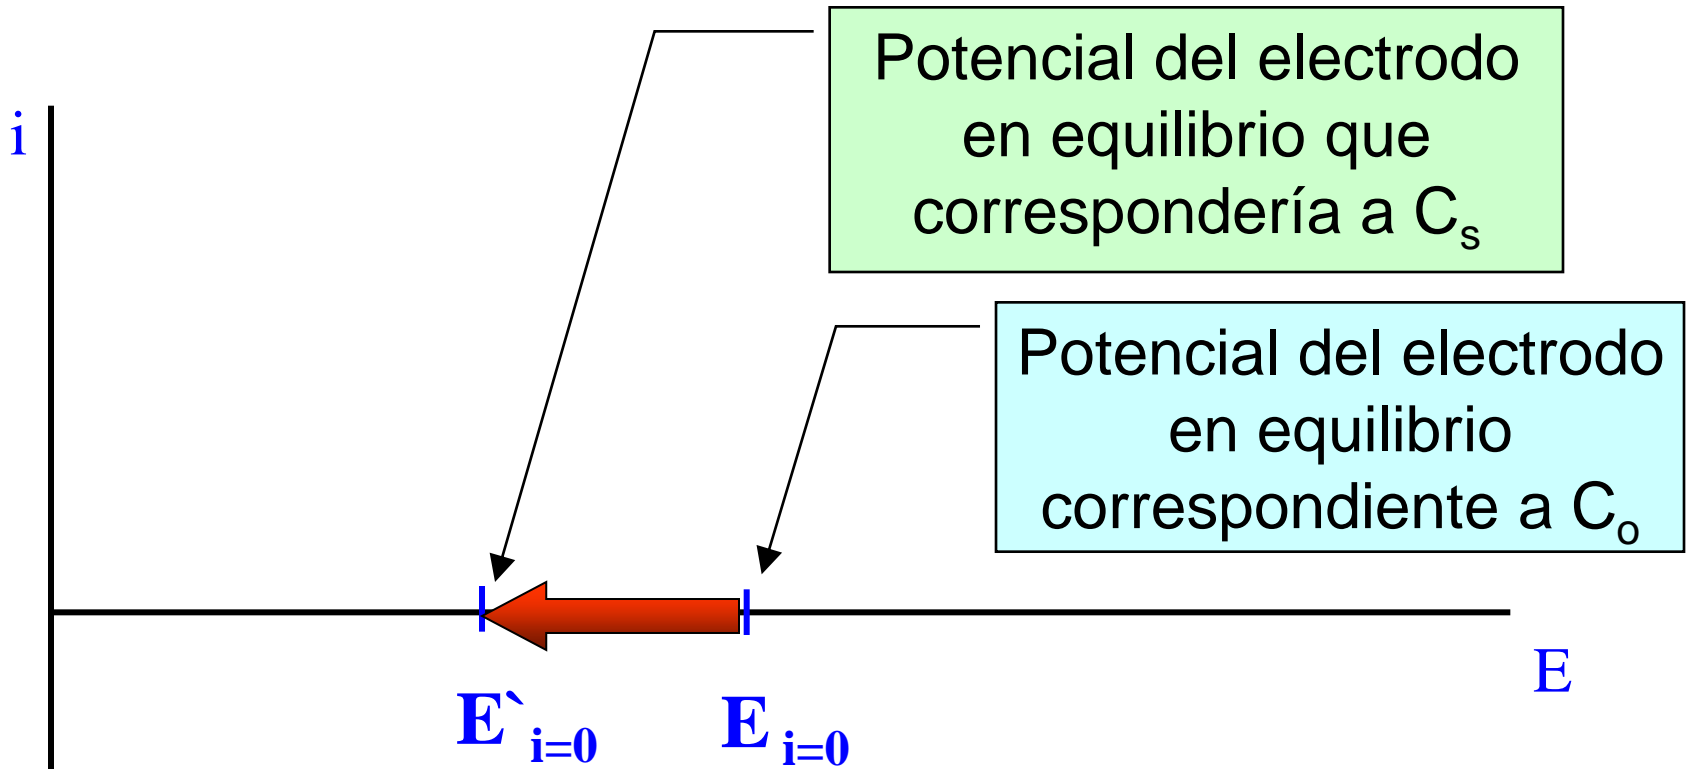 Potencial del electrodo
en equilibrio que
correspondería a Cs
i
Potencial del electrodo
en equilibrio
correspondiente a Co
E
E`i=0
E i=0